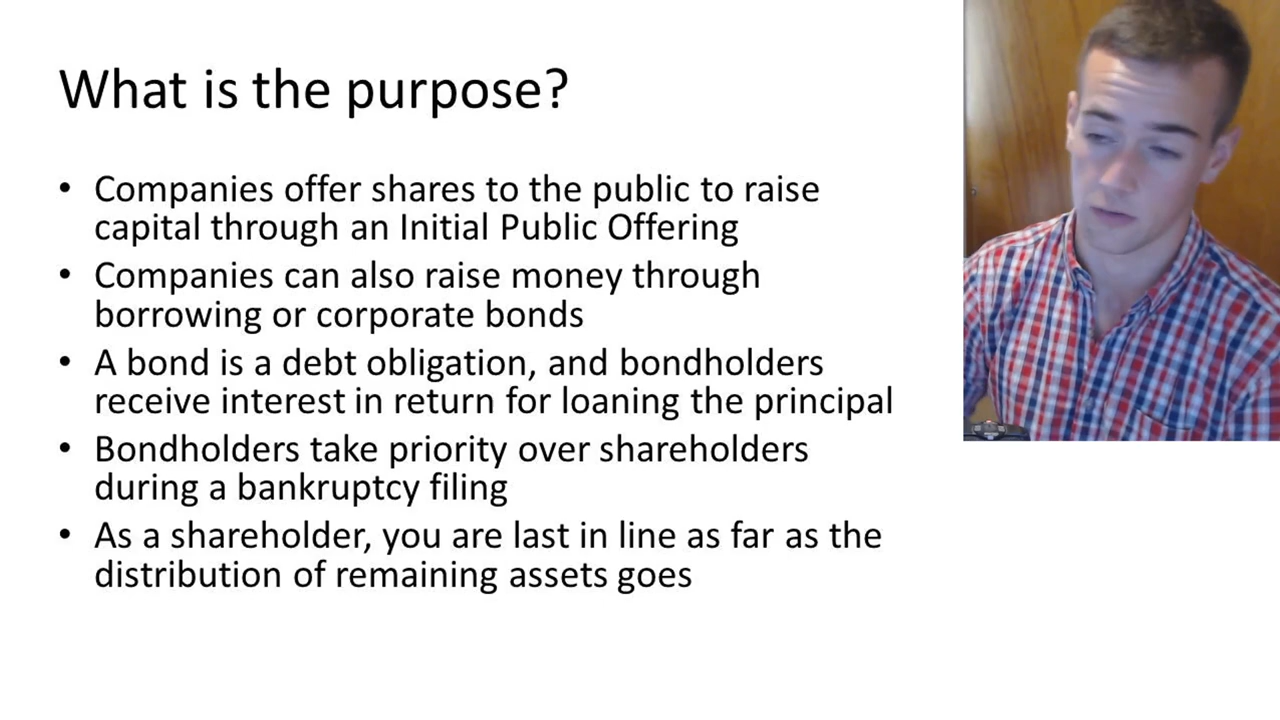 What is the purpose?
• Companies offer shares to the public to raise
capital through an Initial Public Offering
• Companies can also raise money through
borrowing or corporate bonds
• A bond is a debt obligation, and bondholders
receive interest in return for loaning the principal
• Bondholders take priority over shareholders
during a bankruptcy filing
• As a shareholder, you are last in line as far as the
distribution of remaining assets goes